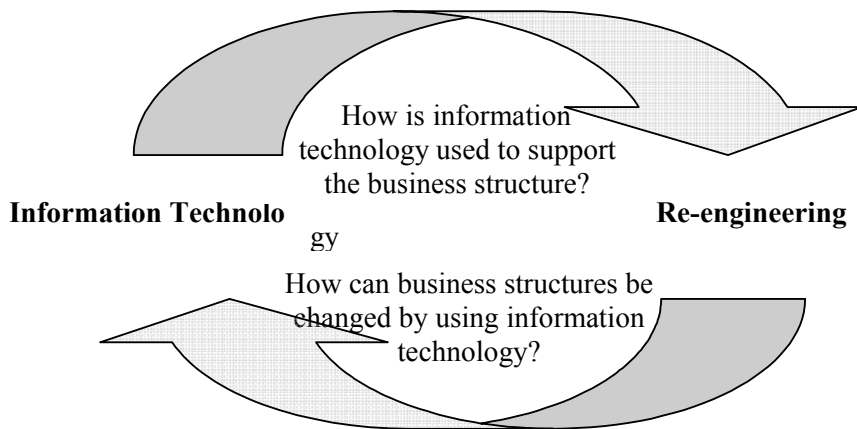 How is information
technology used to support
the business structure?
Information Technolo
Re-engineering
gy
How can business structures be
changed by using information
technology?